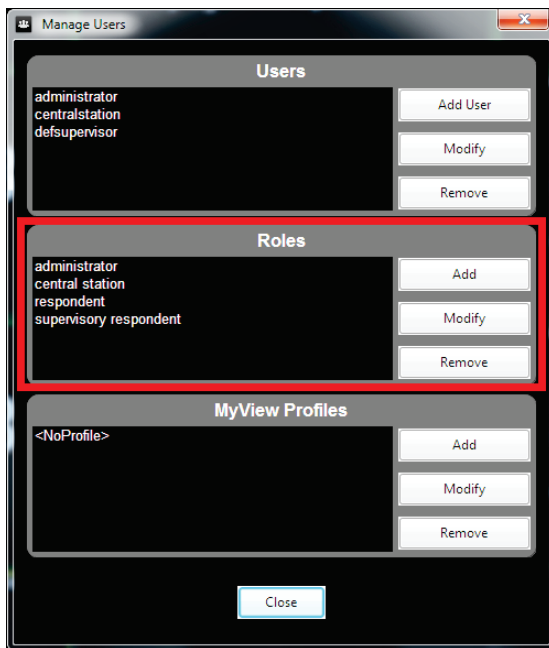 Manage Users
Users
administrator
centralstation
defsupervisor
Add User
Modify
Remove
Roles
administrator
central station
respondent
supervisory respondent
Add
Modify
Remove
MyView Profiles
<NoProfile>
Add
Modify
Remove
Close